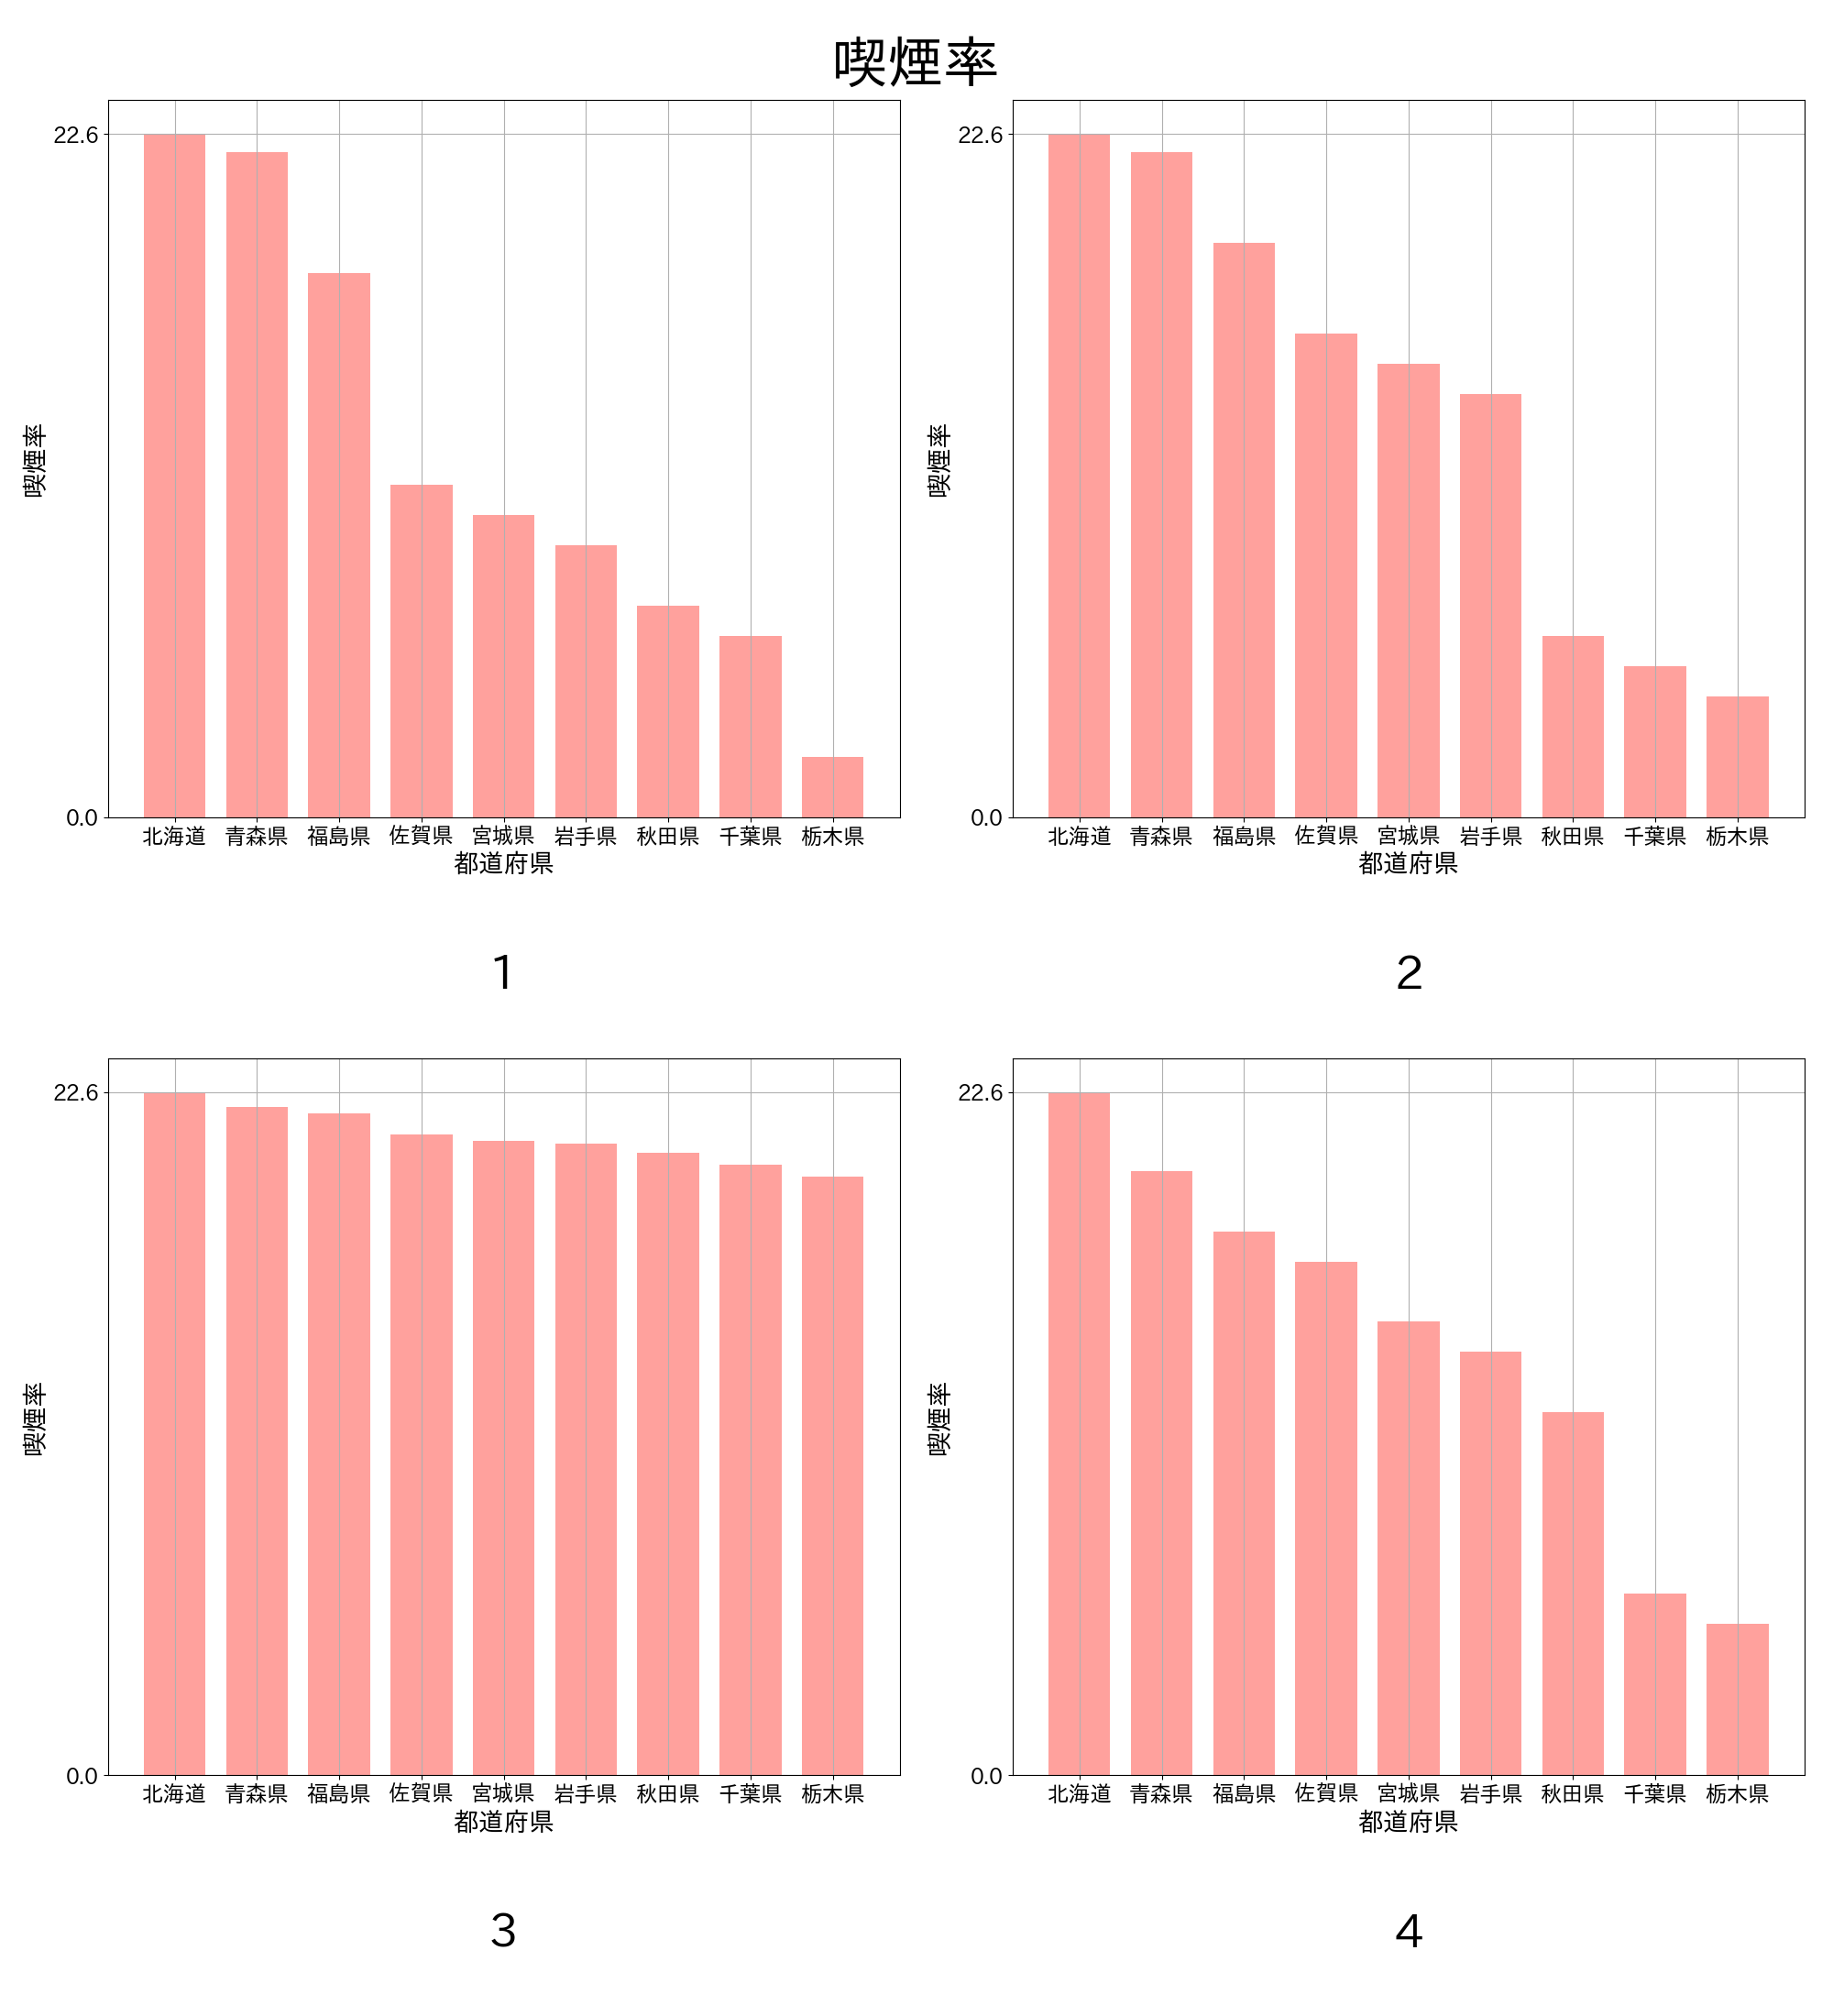 喫煙率
22.6
喫煙率
0.0
北海道 青森県 福島県 佐賀県 宮城県 岩手県 秋田県 千葉県 栃木県
都道府県
1
22.6
喫煙率
0.0
北海道 青森県 福島県 佐賀県 宮城県 岩手県 秋田県 千葉県 栃木県
都道府県
2
22.6
喫煙率
0.0
北海道 青森県 福島県 佐賀県 宮城県 岩手県 秋田県 千葉県 栃木県
都道府県
3
22.6
喫煙率
0.0
北海道 青森県 福島県 佐賀県 宮城県 岩手県 秋田県 千葉県 栃木県
都道府県
4